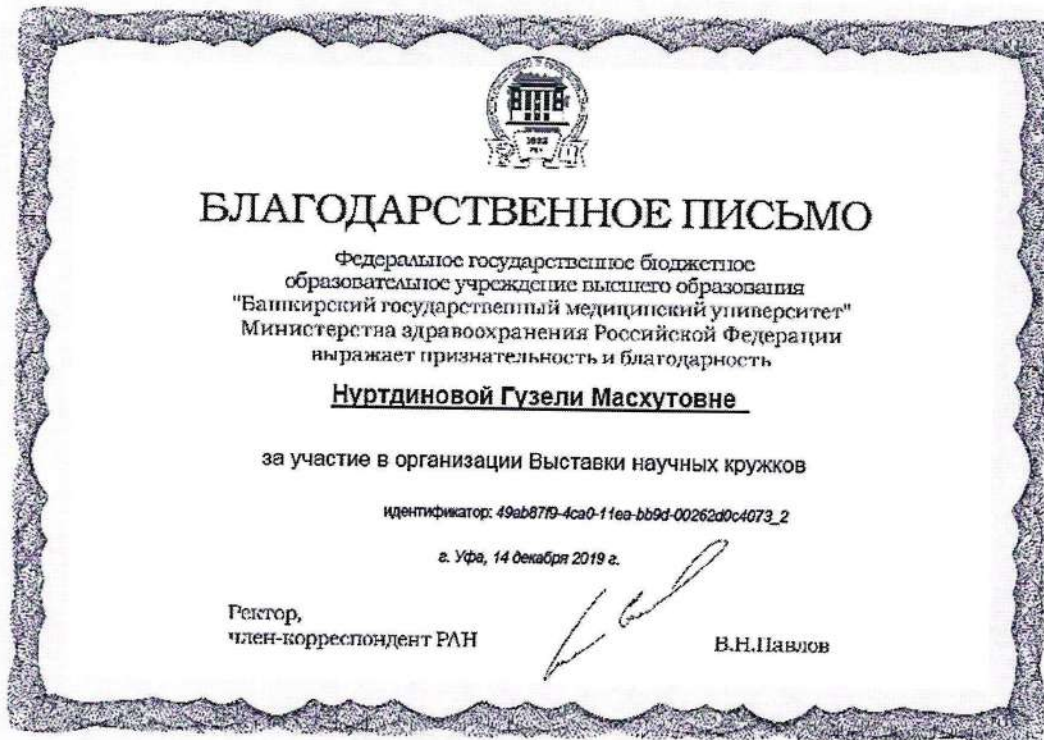 1932
БЛАГОДАРСТВЕННОЕ ПИСЬМО
Федеральное государственное бюджетное
образовательное учреждение высшего образования
"Башкирский государственный медицинский университет"
Министерства здравоохранения Российской Федерации
выражает признательность и благодарность
Нуртдиновой Гузели Масхутовне
за участие в организации Выставки научных кружков
идентификатор: 49ab87f9-4ca0-11ea-bb9d-00262d0c4073_2
г. Уфа, 14 декабря 2019 г.
Ректор,
член-корреспондент РАН
В.Н.Павлов